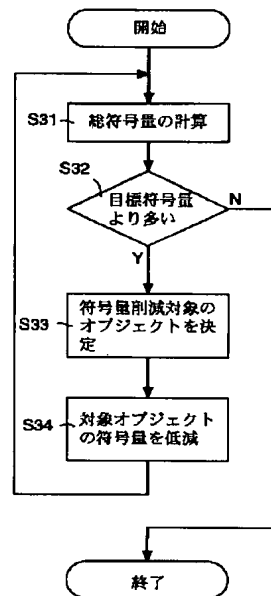 開始
S31
総符号量の計算
S32
目標符号量
より多い
N
Y
S33
符号量削減対象の
オブジェクトを決
定
S34
対象オブジェクト
の符号量を低減
終了